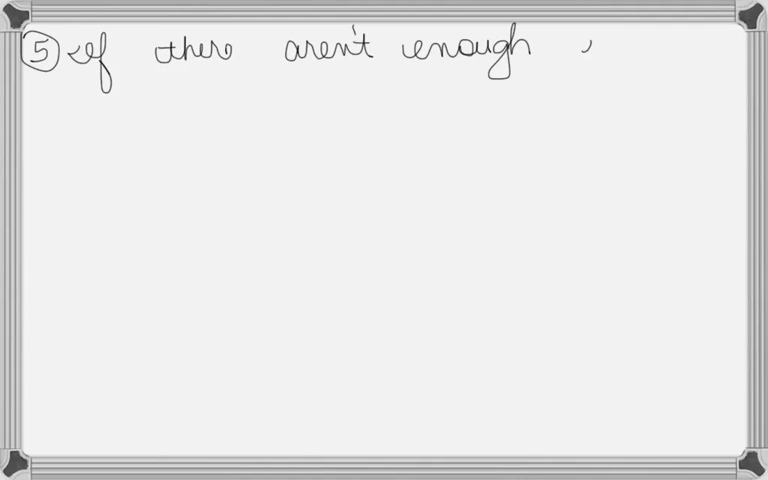 ⑤ if there aren't enough